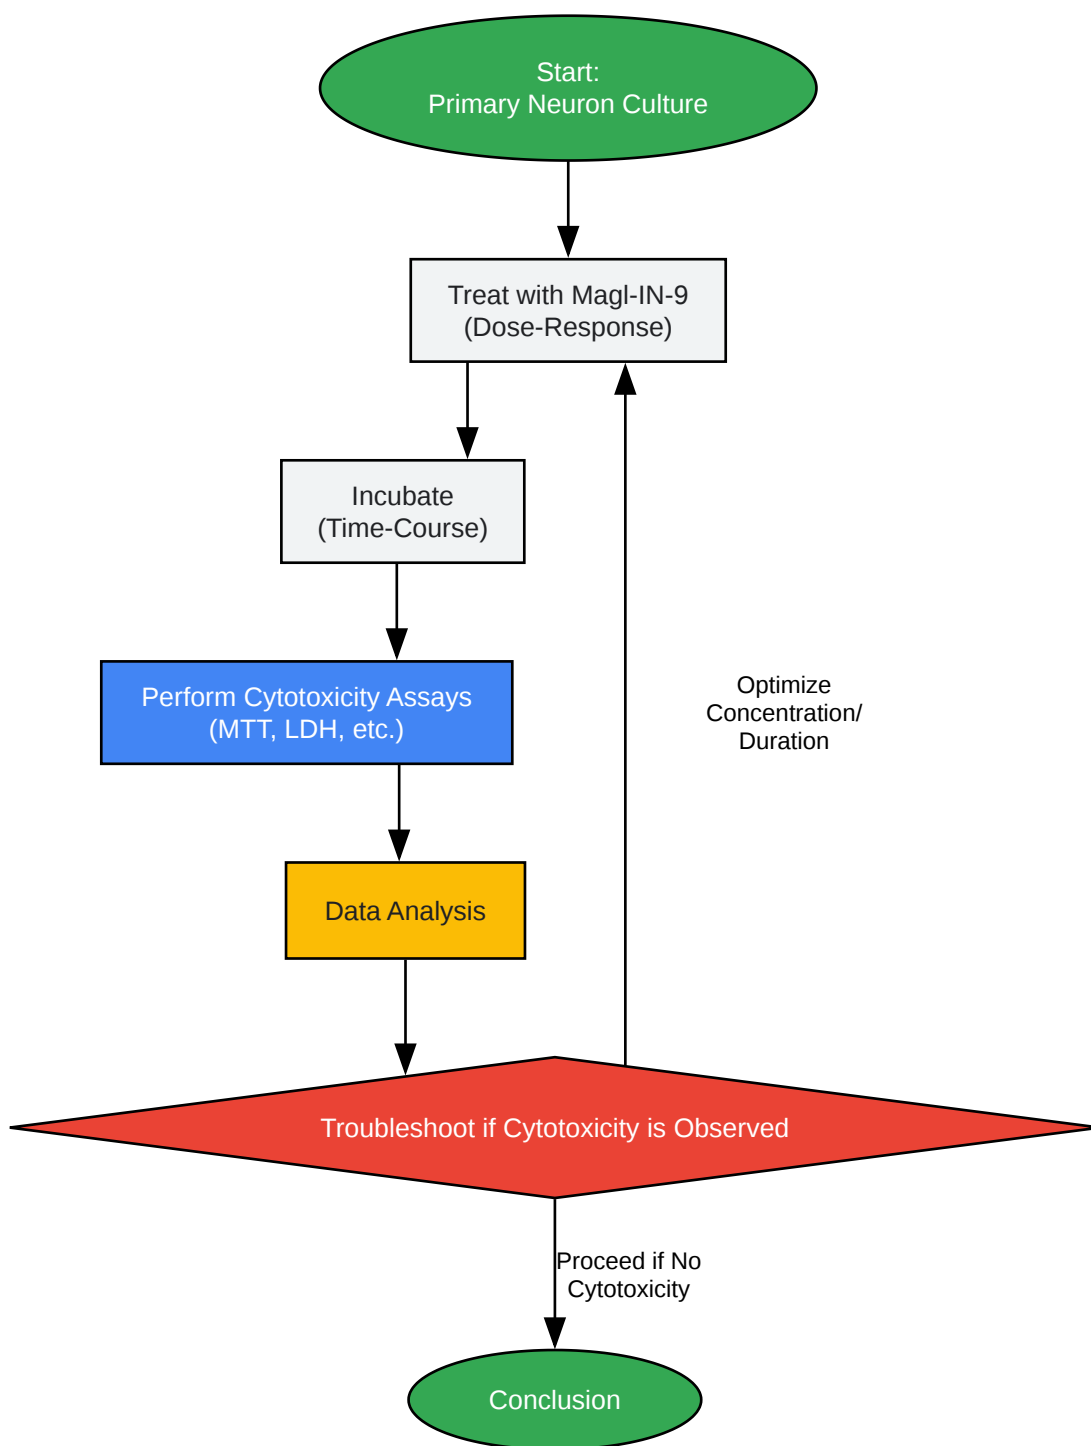 Start:
Primary Neuron Culture
Treat with Magl-IN-9
(Dose-Response)
Incubate
(Time-Course)
Perform Cytotoxicity Assays
(MTT, LDH, etc.)
Optimize
Concentration/
Duration
Data Analysis
Troubleshoot if Cytotoxicity is Observed
Proceed if No
Cytotoxicity
Conclusion